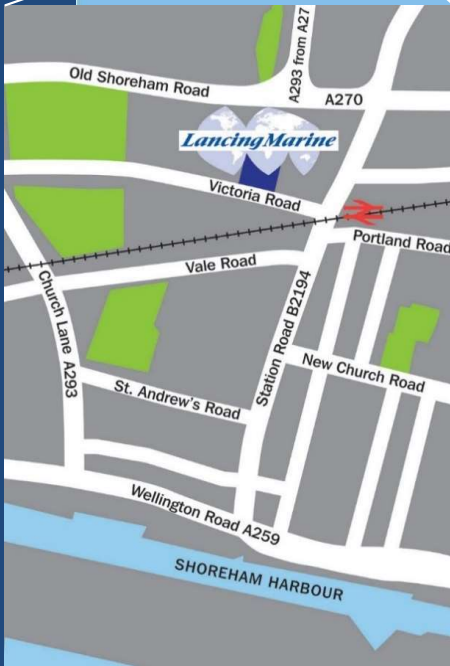 A293 from A27
Old Shoreham Road
A270
LancingMarine
Victoria Road
Portland Road
Vale Road
Church Lane A293
Station Road B2194
New Church Road
St. Andrew's Road
Wellington Road A259
SHOREHAM HARBOUR